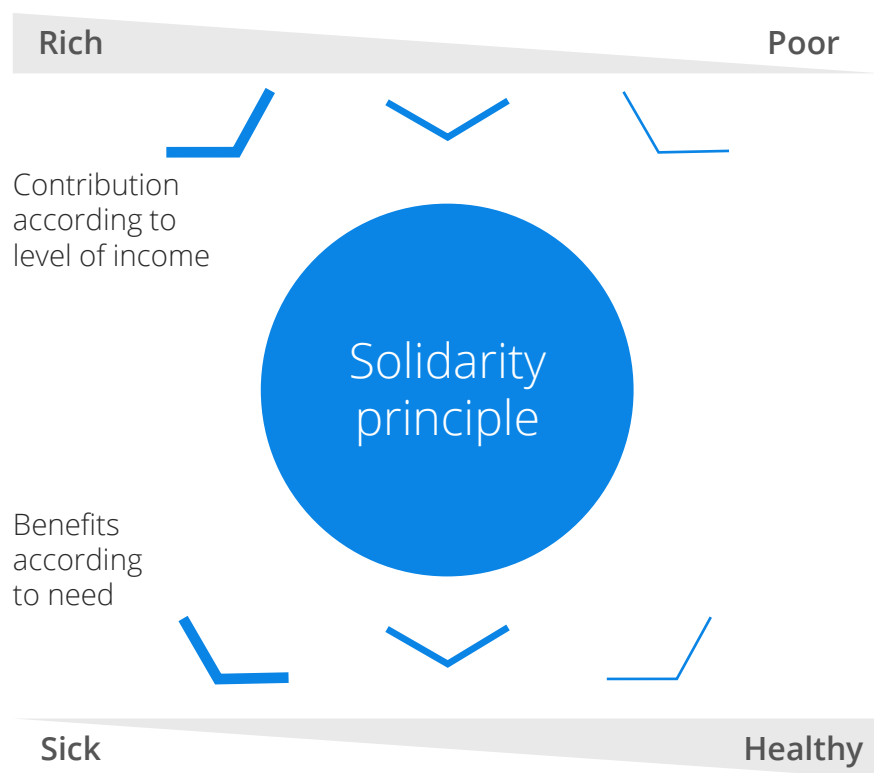 Rich
Poor
Contribution
according to
level of income
Solidarity
principle
Benefits
according
to need
Sick
Healthy